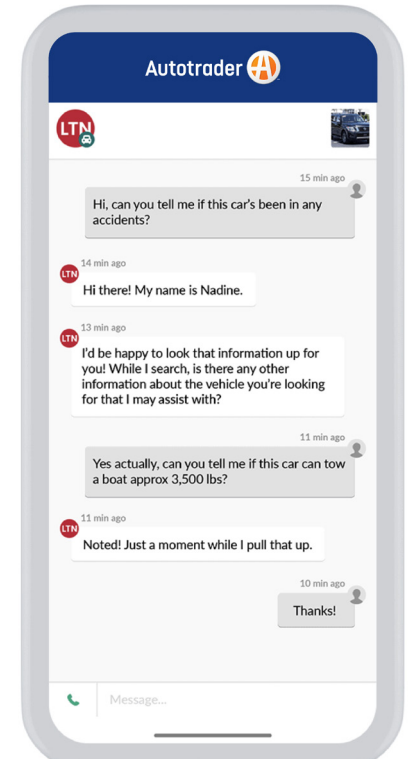 Autotrader
LTN
15 min ago
Hi, can you tell me if this car's been in any
accidents?
14 min ago
LTN
Hi there! My name is Nadine.
13 min ago
LTN
I'd be happy to look that information up for
you! While I search, is there any other
information about the vehicle you're looking
for that I may assist with?
11 min ago
Yes actually, can you tell me if this car can tow
a boat approx 3,500 lbs?
11 min ago
LTN
Noted! Just a moment while I pull that up.
10 min ago
Thanks!
Message...